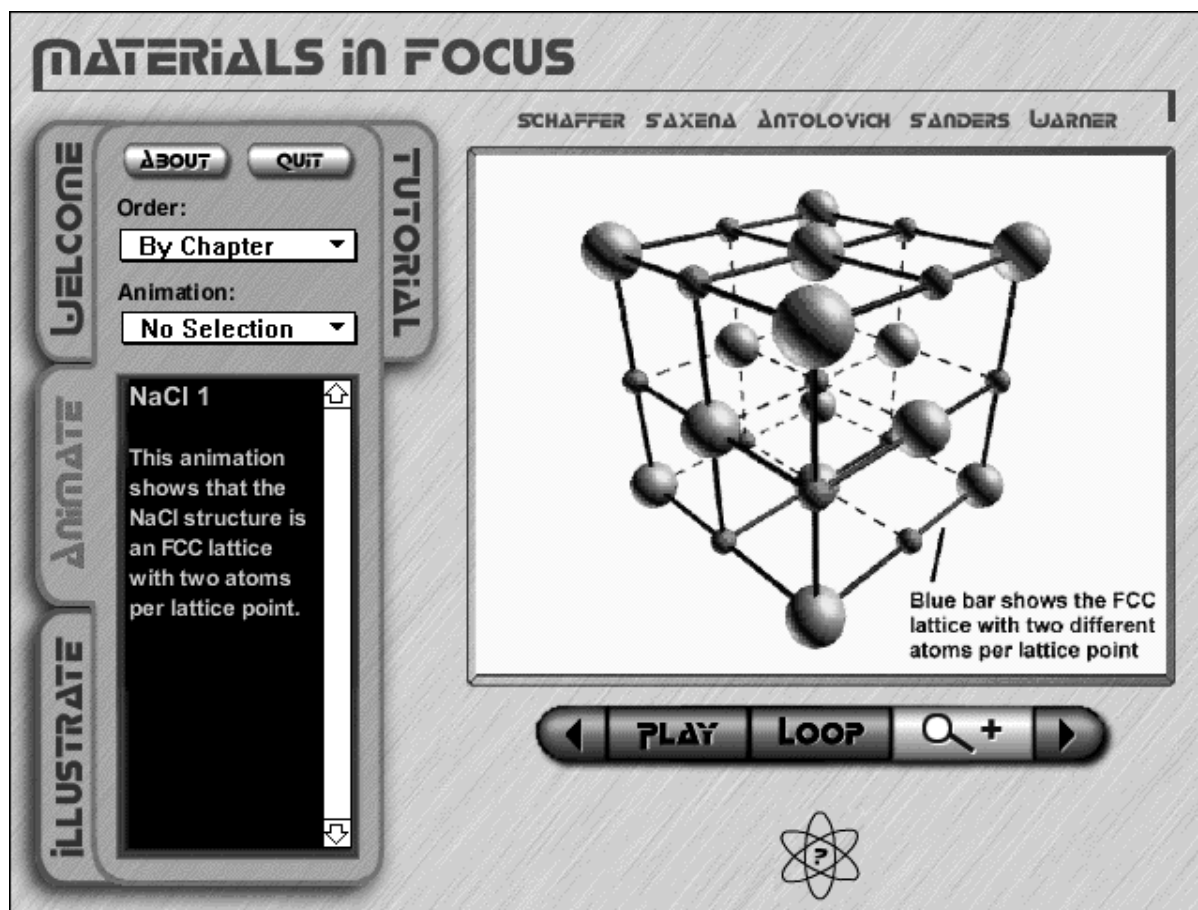 MATERiALS iN FOCUS
SCHAFFER SAXENA ANTOLOViCH SANDERS WARNER
WELCOME
ANiMATE
iLLUSTRATE
TUTORiAL
ABOUT QUiT
Order:
By Chapter
Animation:
No Selection
NaCl 1
This animation
shows that the
NaCl structure is
an FCC lattice
with two atoms
per lattice point.
Blue bar shows the FCC
lattice with two different
atoms per lattice point
PLAY LOOP +
?